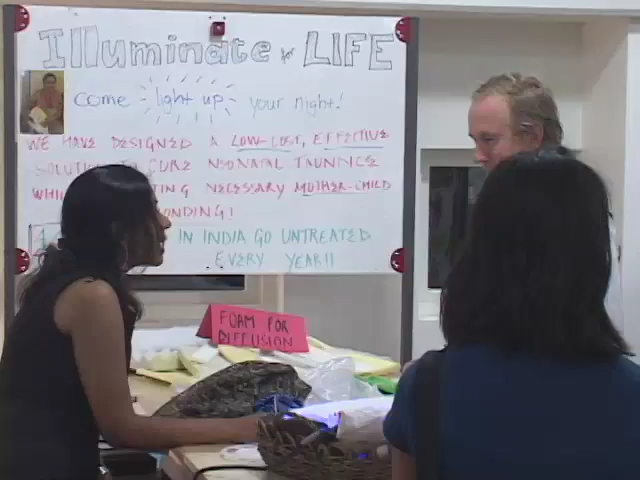 Illuminate for LIFE
come light up your night!
WE HAVE DESIGNED A LOW-COST, EFFECTIVE
SOLUTION TO CURE NEONATAL JAUNDICE
NECESSARY MOTHER-CHILD
BONDING!
IN INDIA GO UNTREATED
EVERY YEAR!!
FOAM FOR
DIFFUSION